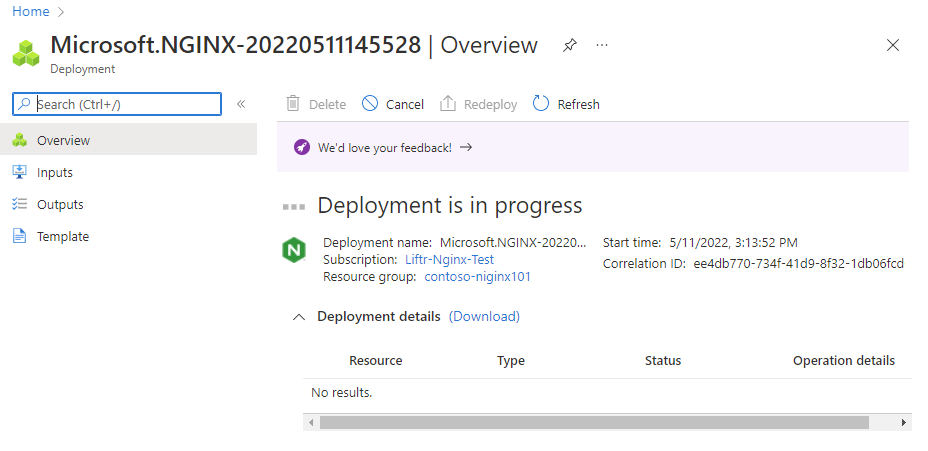 Home >
Microsoft.NGINX-20220511145528 | Overview ...
Deployment
Search (Ctrl+/) «
Delete Cancel Redeploy Refresh
Overview
Inputs
Outputs
Template
We'd love your feedback! →
Deployment is in progress
N
Deployment name: Microsoft.NGINX-20220...
Subscription: Liftr-Nginx-Test
Resource group: contoso-niginx101
Start time: 5/11/2022, 3:13:52 PM
Correlation ID: ee4db770-734f-41d9-8f32-1db06fcd
Deployment details (Download)
Resource Type Status Operation details
No results.